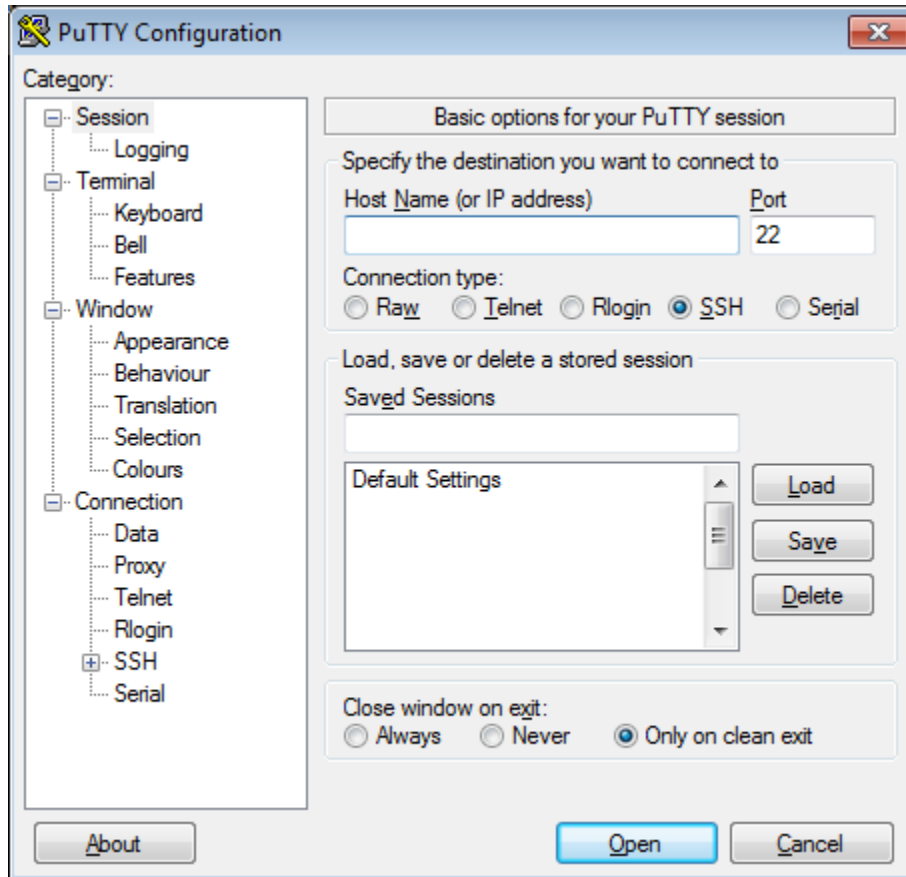 PuTTY Configuration
Category:
Session
Logging
Terminal
Keyboard
Bell
Features
Window
Appearance
Behaviour
Translation
Selection
Colours
Connection
Data
Proxy
Telnet
Rlogin
SSH
Serial
Basic options for your PuTTY session
Specify the destination you want to connect to
Host Name (or IP address) Port
22
Connection type:
Raw Telnet Rlogin SSH Serial
Load, save or delete a stored session
Saved Sessions
Default Settings
Load
Save
Delete
Close window on exit:
Always Never Only on clean exit
About Open Cancel